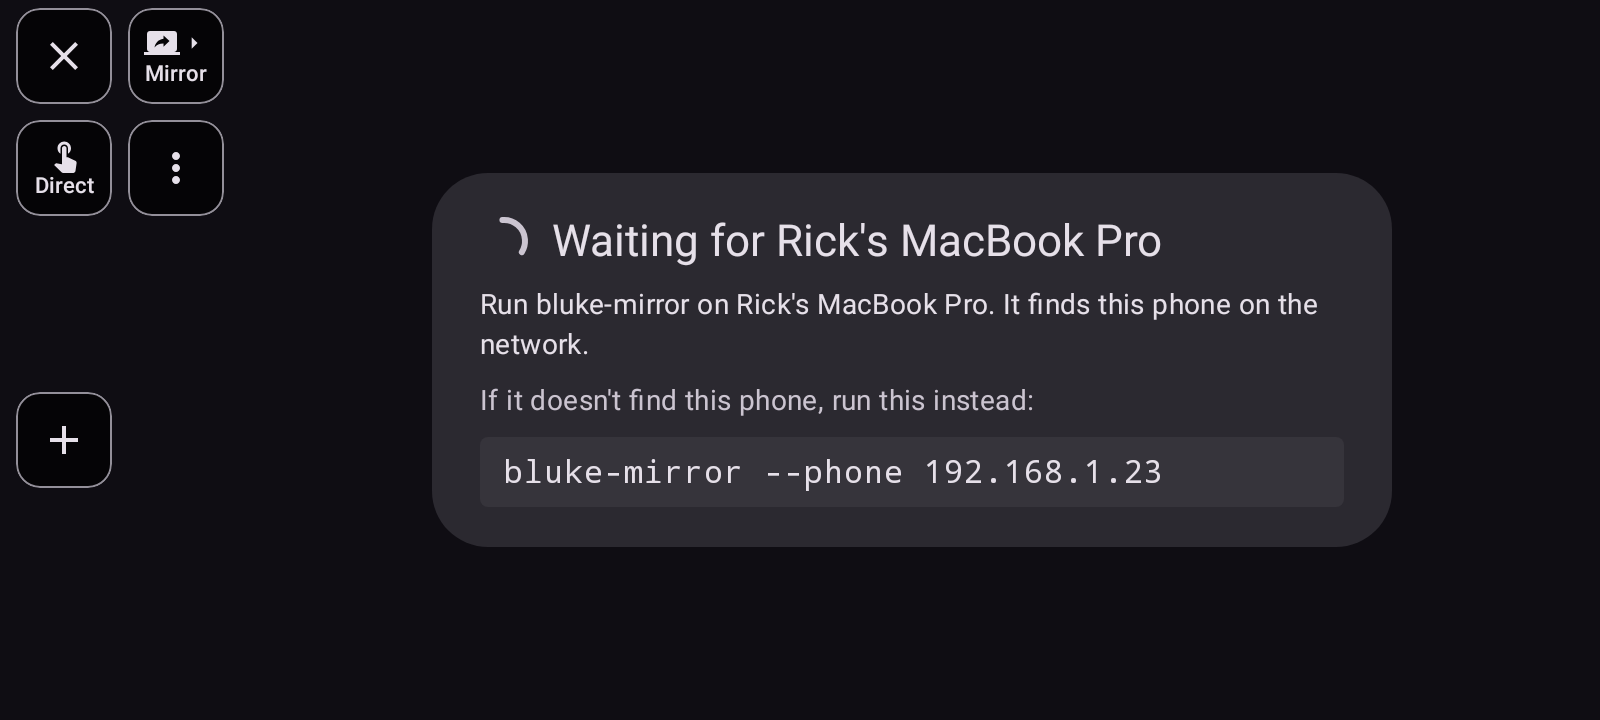 Mirror
Direct
Waiting for Rick's MacBook Pro
Run bluke-mirror on Rick's MacBook Pro. It finds this phone on the
network.
If it doesn't find this phone, run this instead:
bluke-mirror --phone 192.168.1.23